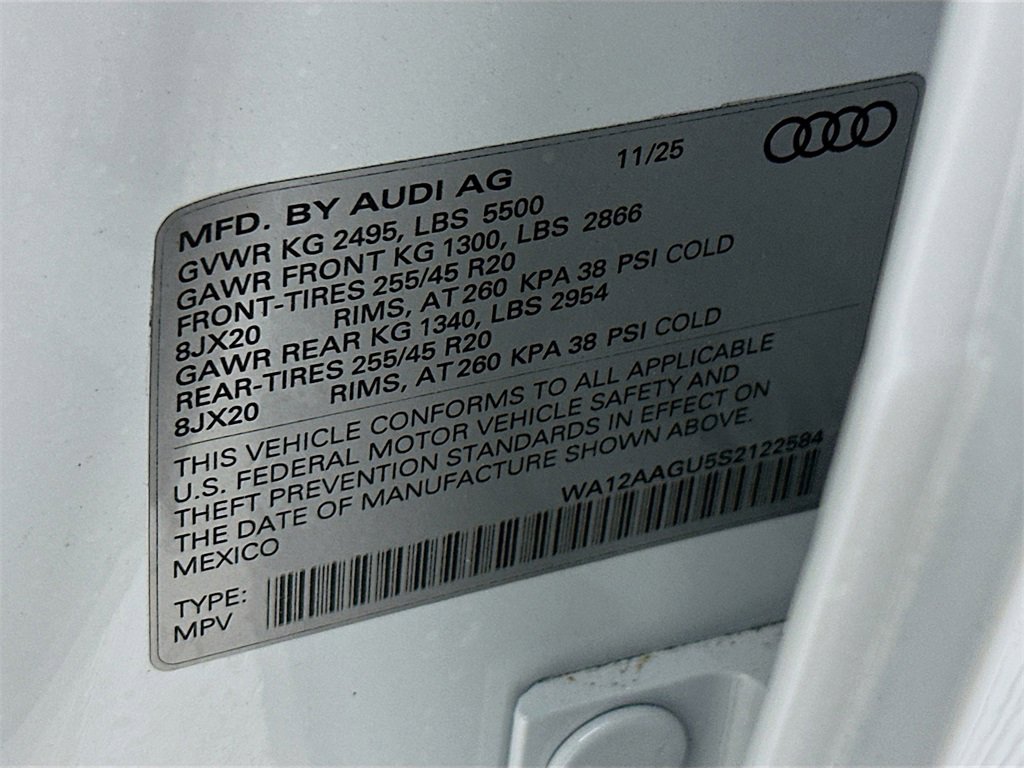 11/25
MFD. BY AUDI AG
GVWR KG 2495, LBS 5500
GAWR FRONT KG 1300, LBS 2866
FRONT-TIRES 255/45 R20
8JX20 RIMS, AT 260 KPA 38 PSI COLD
GAWR REAR KG 1340, LBS 2954
REAR-TIRES 255/45 R20
8JX20 RIMS, AT 260 KPA 38 PSI COLD
THIS VEHICLE CONFORMS TO ALL APPLICABLE
U.S. FEDERAL MOTOR VEHICLE SAFETY AND
THEFT PREVENTION STANDARDS IN EFFECT ON
THE DATE OF MANUFACTURE SHOWN ABOVE.
MEXICO
WA12AAGU5S2122584
TYPE:
MPV